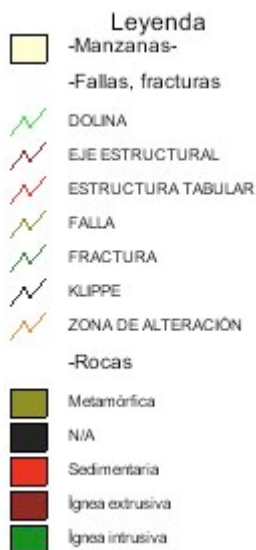 Leyenda
-Manzanas-
-Fallas, fracturas
DOLINA
EJE ESTRUCTURAL
ESTRUCTURA TABULAR
FALLA
FRACTURA
KLIPPE
ZONA DE ALTERACIÓN
-Rocas
Metamórfica
N/A
Sedimentaria
Ígnea extrusiva
Ígnea intrusiva